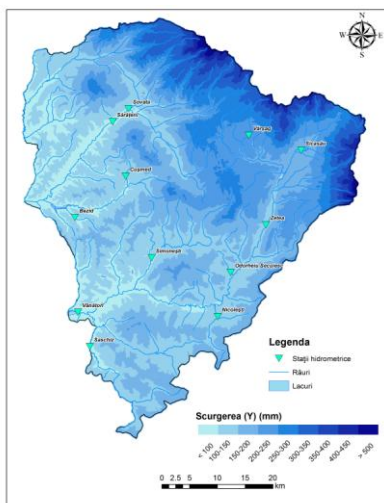 N
W E
S
Sovata
Sărățeni
Vărșag
Sicasău
Cușmed
Bezid
Zetea
Simonești
Odorheiu Secuiesc
Vânători
Nicolești
Saschiz
Legenda
Stații hidrometrice
Râuri
Lacuri
Scurgerea (Y) (mm)
< 100
100-150
150-200
200-250
250-300
300-350
350-400
400-450
450-500
> 500
0 2.5 5 10 15 20
km